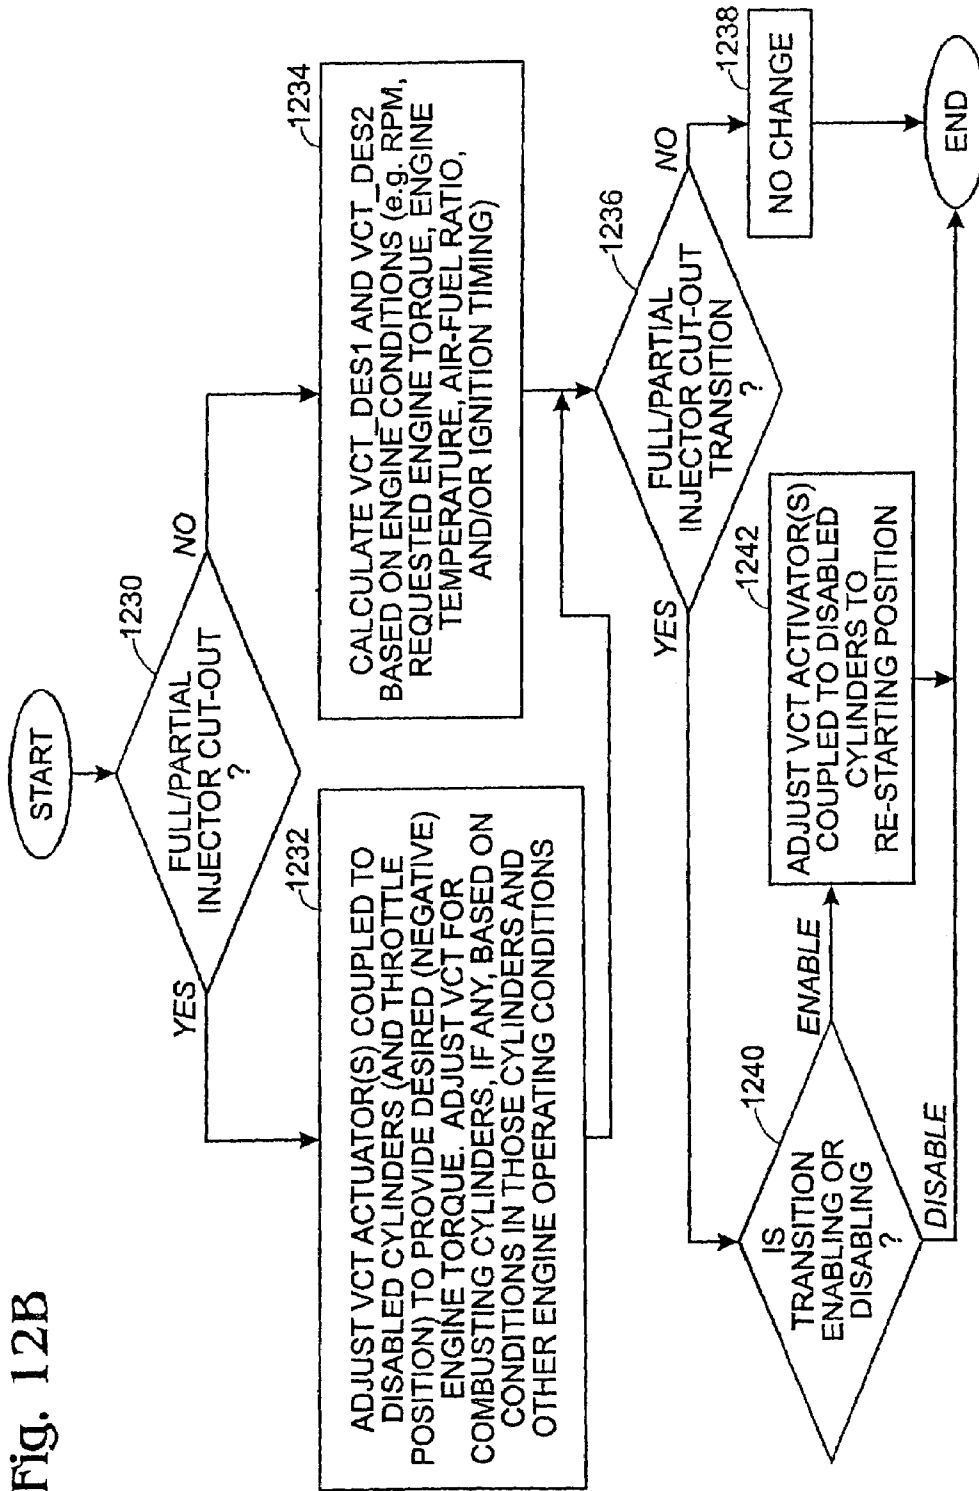 Fig. 12B
START
FULL/PARTIAL
INJECTOR CUT-OUT
?
1230
YES
NO
1232
ADJUST VCT ACTUATOR(S) COUPLED TO
DISABLED CYLINDERS (AND THROTTLE
POSITION) TO PROVIDE DESIRED (NEGATIVE)
ENGINE TORQUE. ADJUST VCT FOR
COMBUSTING CYLINDERS, IF ANY, BASED ON
CONDITIONS IN THOSE CYLINDERS AND
OTHER ENGINE OPERATING CONDITIONS
1234
CALCULATE VCT_DES1 AND VCT_DES2
BASED ON ENGINE CONDITIONS (e.g. RPM,
REQUESTED ENGINE TORQUE, ENGINE
TEMPERATURE, AIR-FUEL RATIO,
AND/OR IGNITION TIMING)
1236
FULL/PARTIAL
INJECTOR CUT-OUT
TRANSITION
?
YES
NO
1238
NO CHANGE
1240
IS
TRANSITION
ENABLING OR
DISABLING
?
ENABLE
DISABLE
1242
ADJUST VCT ACTIVATOR(S)
COUPLED TO DISABLED
CYLINDERS TO
RE-STARTING POSITION
END